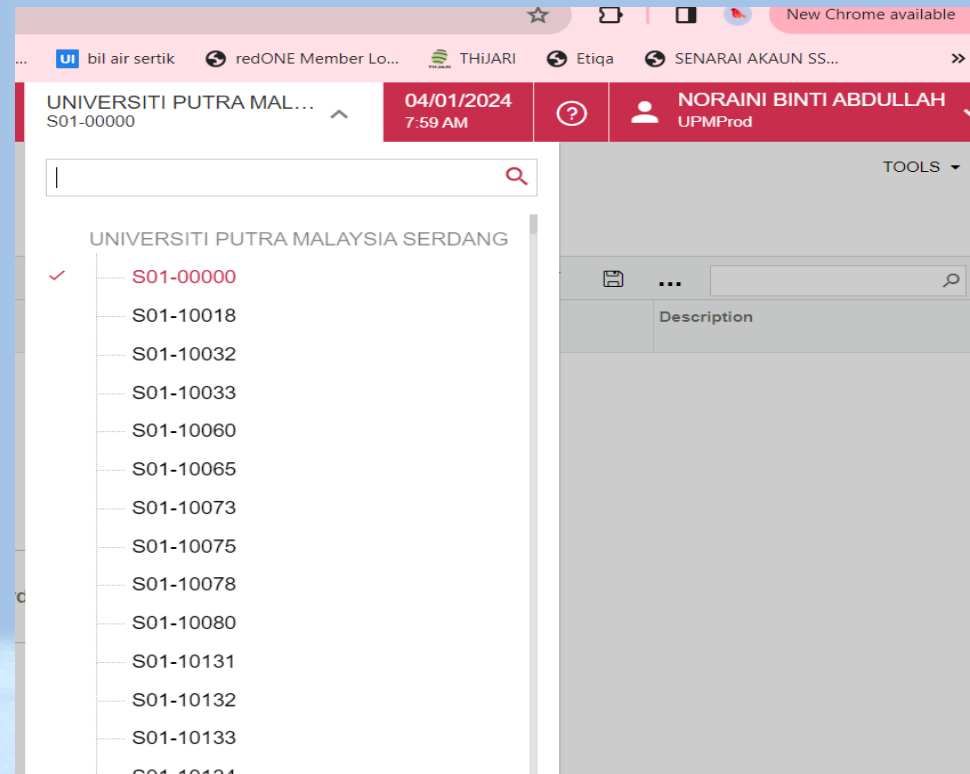 New Chrome available
... UI bil air sertik redONE Member Lo... THiJARI Etiqa SENARAI AKAUN SS... »
UNIVERSITI PUTRA MAL...
S01-00000
04/01/2024
7:59 AM
NORAINI BINTI ABDULLAH
UPMProd
TOOLS
UNIVERSITI PUTRA MALAYSIA SERDANG
S01-00000
...
S01-10018
Description
S01-10032
S01-10033
S01-10060
S01-10065
S01-10073
S01-10075
S01-10078
S01-10080
S01-10131
S01-10132
S01-10133
S01-10134